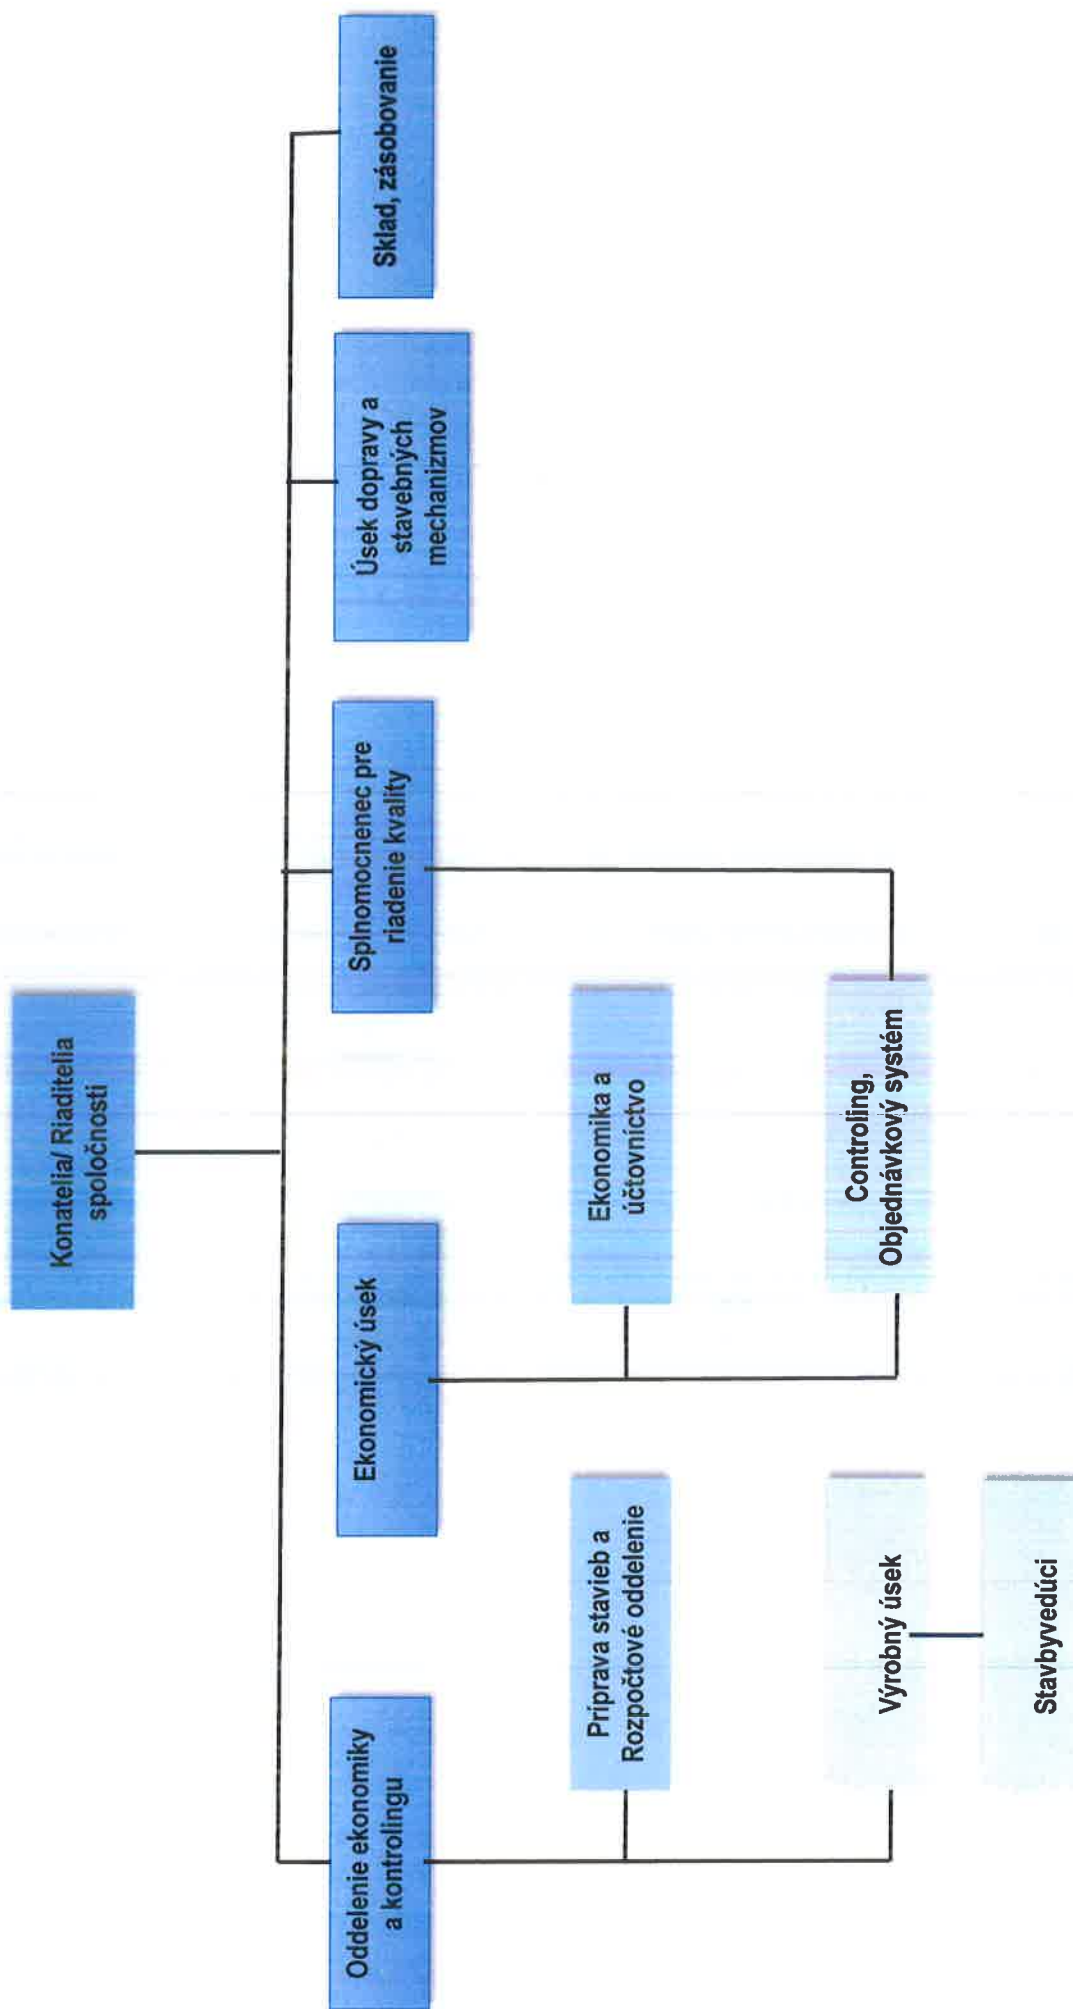 Konatelia/ Riaditelia
spoločnosti
Oddelenie ekonomiky
a kontrolingu
Ekonomický úsek
Splnomocnenec pre
riadenie kvality
Úsek dopravy a
stavebných
mechanizmov
Sklad, zásobovanie
Príprava stavieb a
Rozpočtové oddelenie
Ekonomika a
účtovníctvo
Výrobný úsek
Controling,
Objednávkový systém
Stavbyvedúci